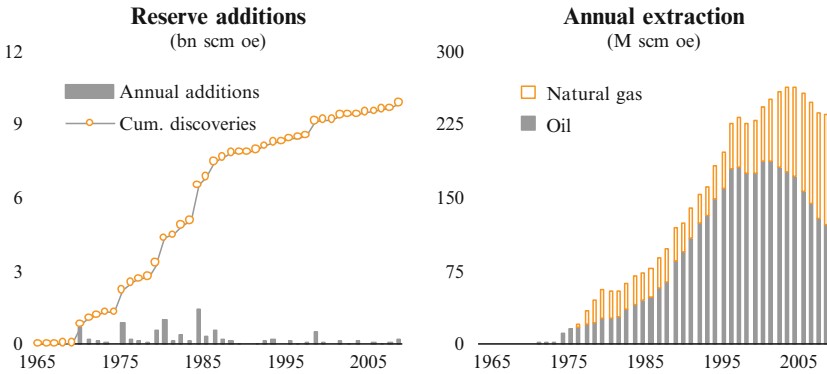 Reserve additions
(bn scm oe)
12
9
6
3
0
Annual additions
Cum. discoveries
1965 1975 1985 1995 2005
Annual extraction
(M scm oe)
300
225
150
75
0
Natural gas
Oil
1965 1975 1985 1995 2005